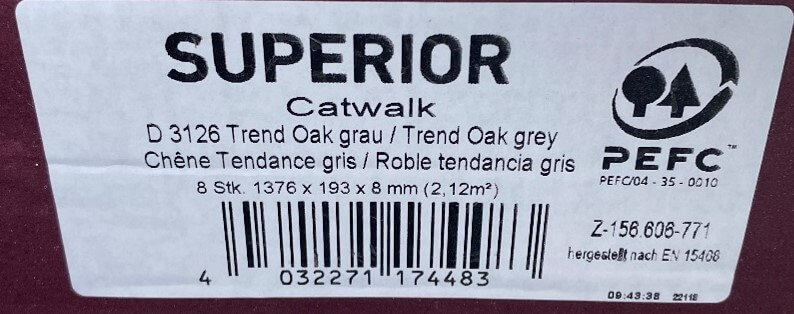 SUPERIOR
Catwalk
D 3126 Trend Oak grau / Trend Oak grey
Chêne Tendance gris / Roble tendancia gris
8 Stk. 1376 x 193 x 8 mm (2,12m²)
4 032271 174483
PEFC™
PEFC/04 - 35 - 0010
Z-156.606-771
hergestellt nach EN 15468
09:43:38 22118